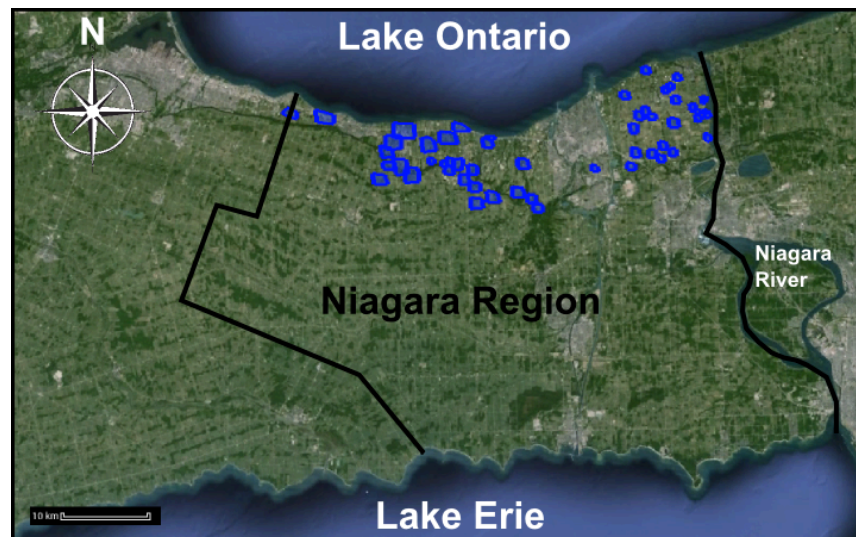 N
Lake Ontario
Niagara
River
Niagara Region
10 km
Lake Erie